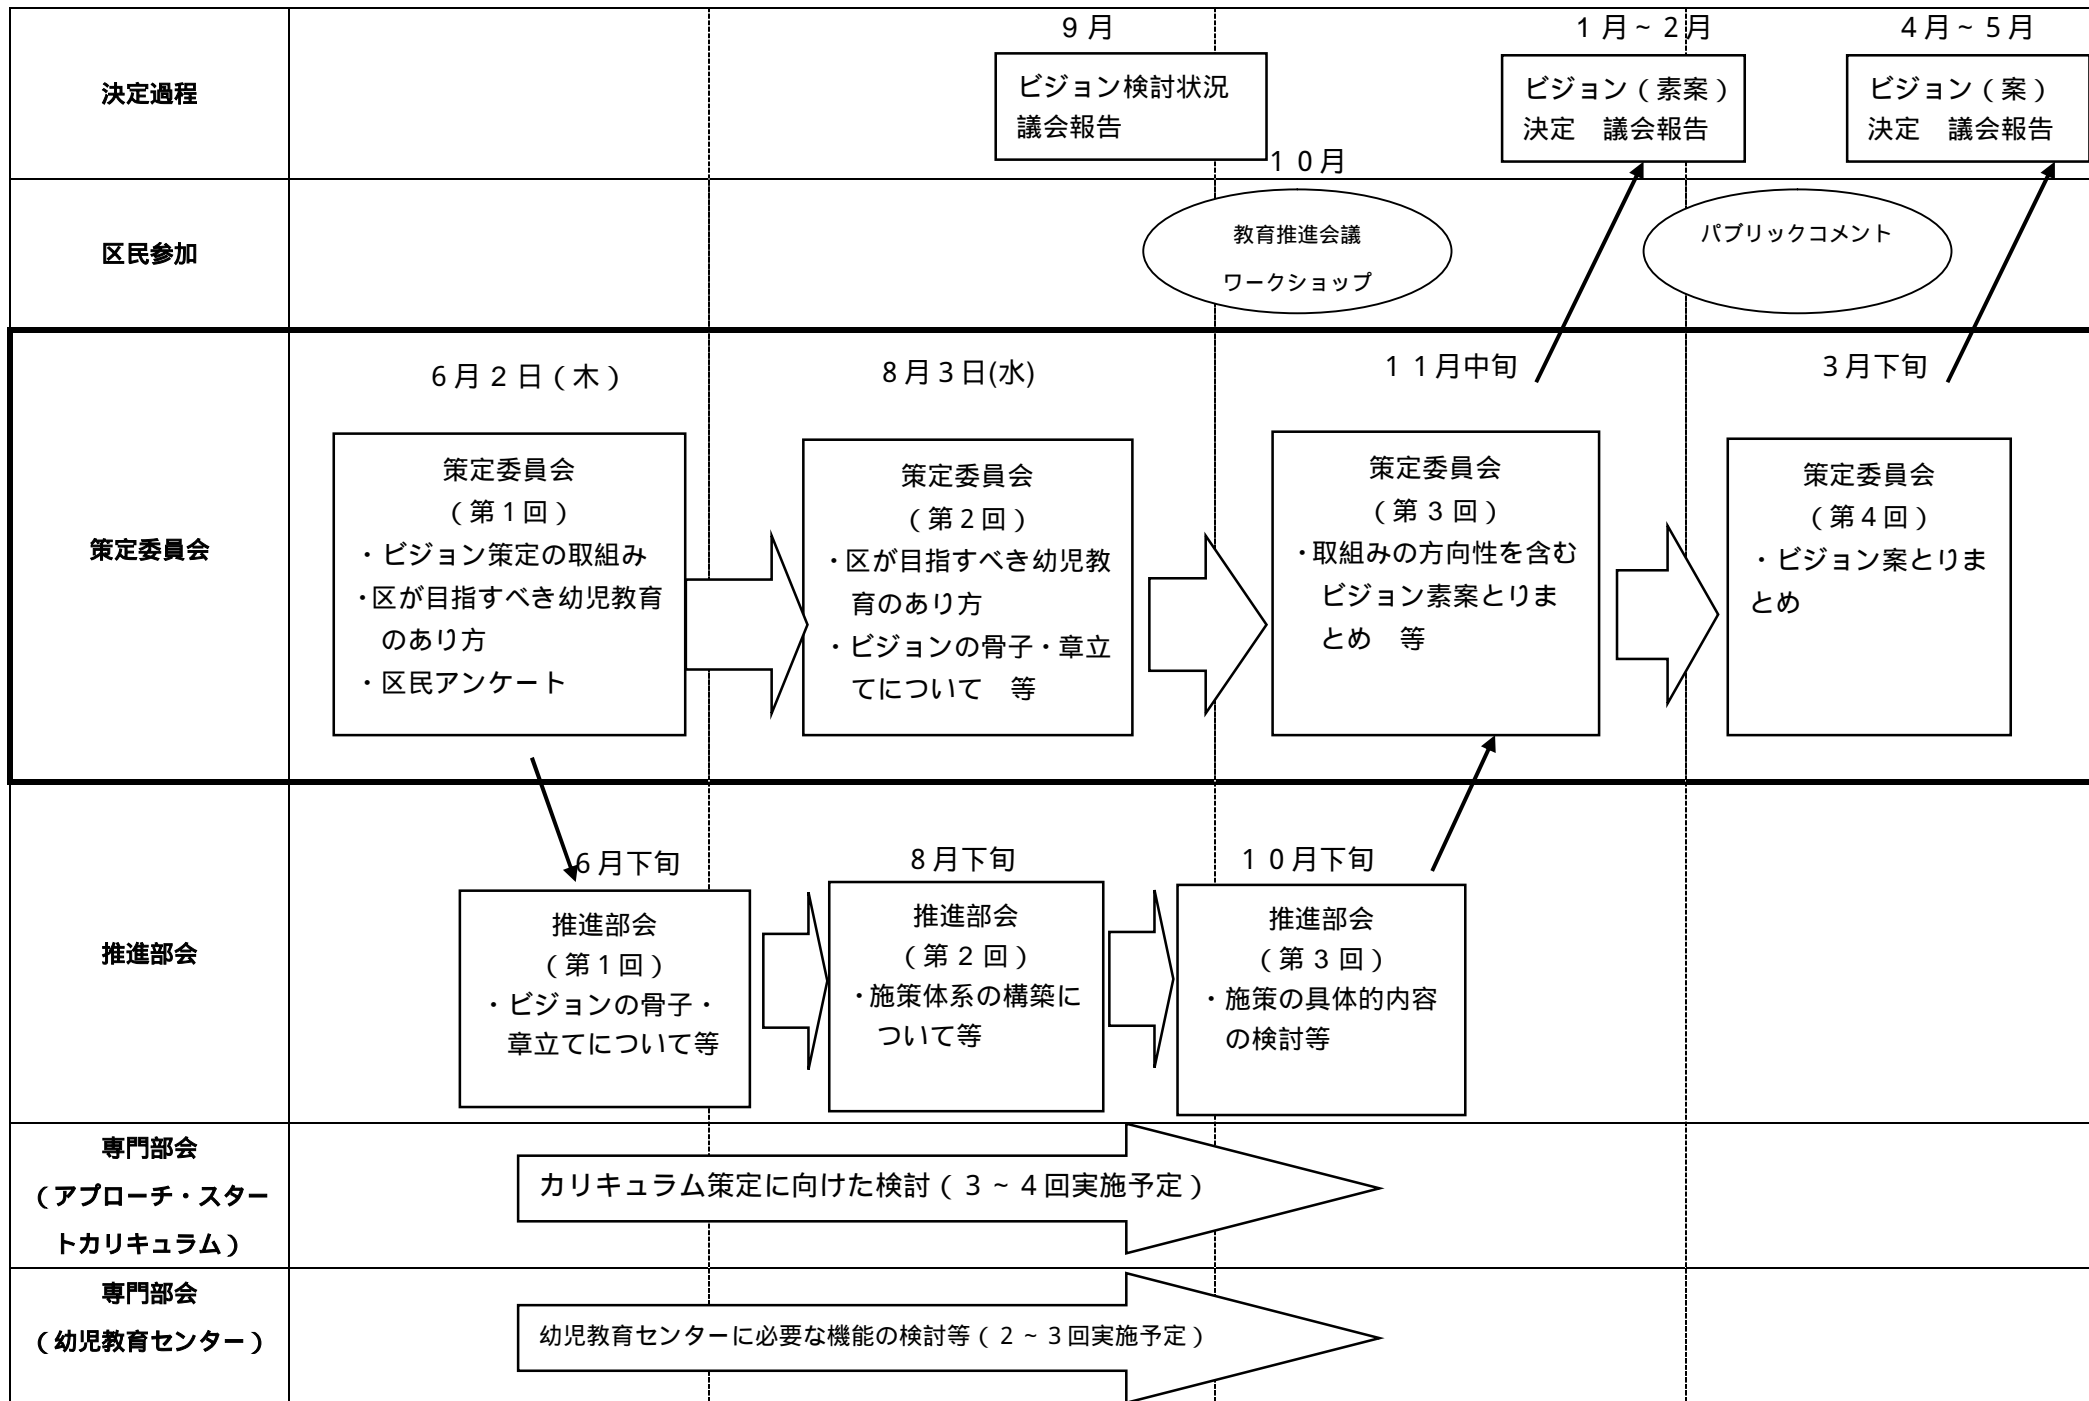 決定過程
９月
ビジョン検討状況
議会報告
１月～２月
ビジョン（素案）
決定　議会報告
４月～５月
ビジョン（案）
決定　議会報告
区民参加
１０月
教育推進会議
ワークショップ
パブリックコメント
策定委員会
６月２日（木）
策定委員会
（第１回）
・ビジョン策定の取組み
・区が目指すべき幼児教育
のあり方
・区民アンケート
８月３日(水)
策定委員会
（第２回）
・区が目指すべき幼児教
育のあり方
・ビジョンの骨子・章立
てについて　等
１１月中旬
策定委員会
（第３回）
・取組みの方向性を含む
ビジョン素案とりま
とめ　等
３月下旬
策定委員会
（第４回）
・ビジョン案とりま
とめ
推進部会
６月下旬
推進部会
（第１回）
・ビジョンの骨子・
章立てについて等
８月下旬
推進部会
（第２回）
・施策体系の構築に
ついて等
１０月下旬
推進部会
（第３回）
・施策の具体的内容
の検討等
専門部会
（アプローチ・スター
トカリキュラム）
カリキュラム策定に向けた検討（３～４回実施予定）
専門部会
（幼児教育センター）
幼児教育センターに必要な機能の検討等（２～３回実施予定）